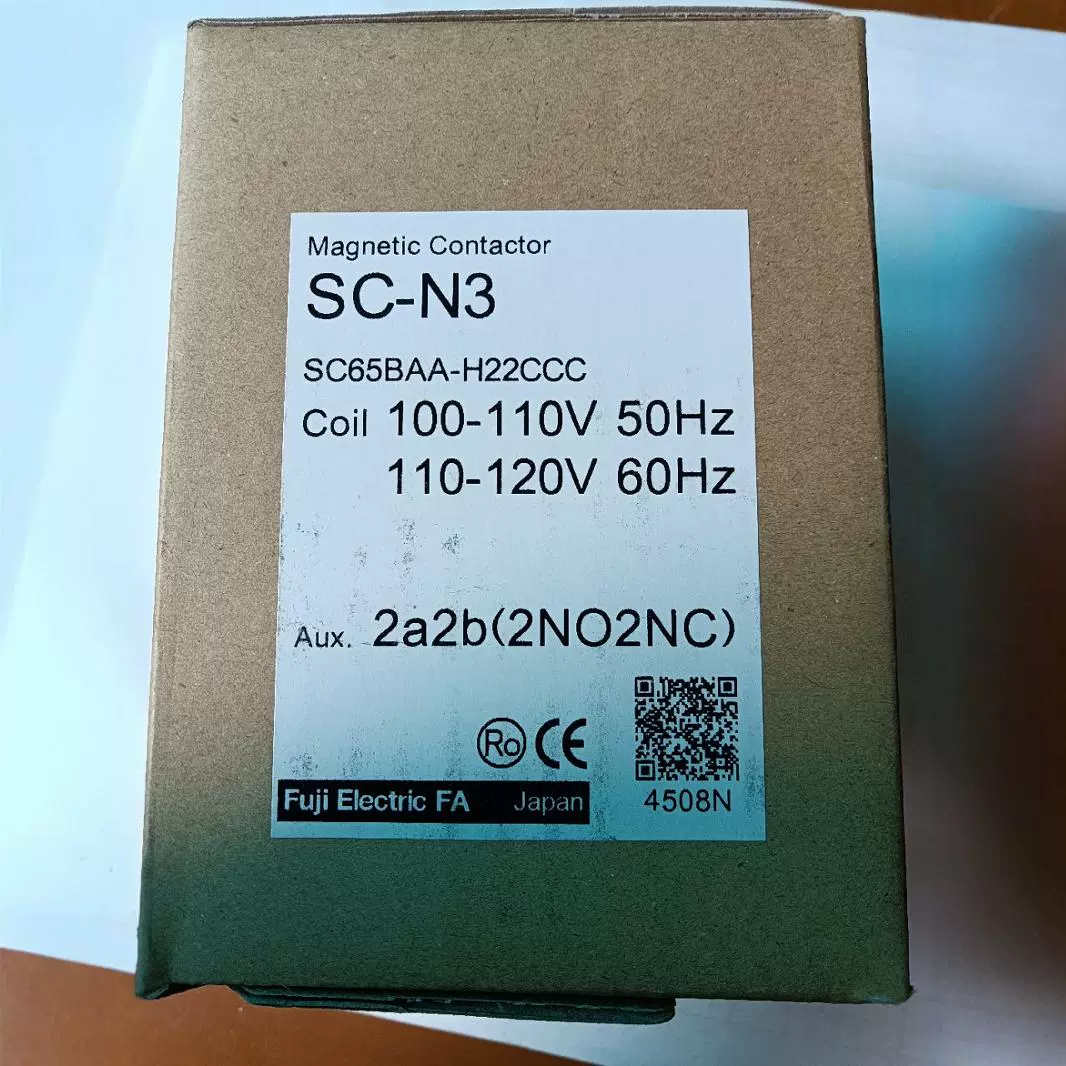 Magnetic Contactor
SC-N3
SC65BAA-H22CCC
Coil 100-110V 50Hz
110-120V 60Hz
Aux. 2a2b(2NO2NC)
Ro CE
Fuji Electric FA Japan
4508N